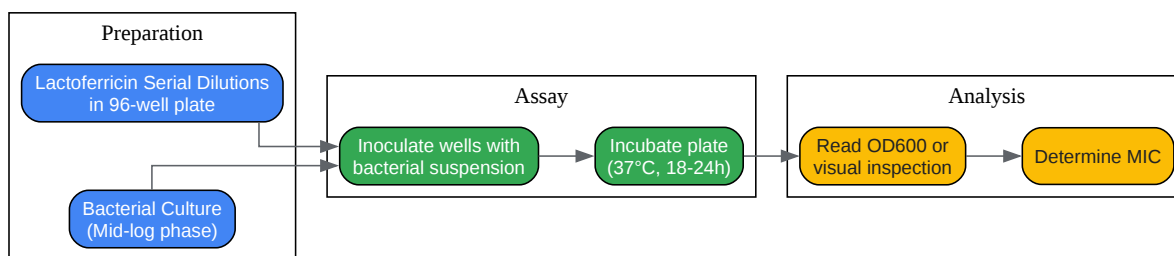 Preparation
Lactoferricin Serial Dilutions
in 96-well plate
Bacterial Culture
(Mid-log phase)
Assay
Inoculate wells with
bacterial suspension
Incubate plate
(37°C, 18-24h)
Analysis
Read OD600 or
visual inspection
Determine MIC